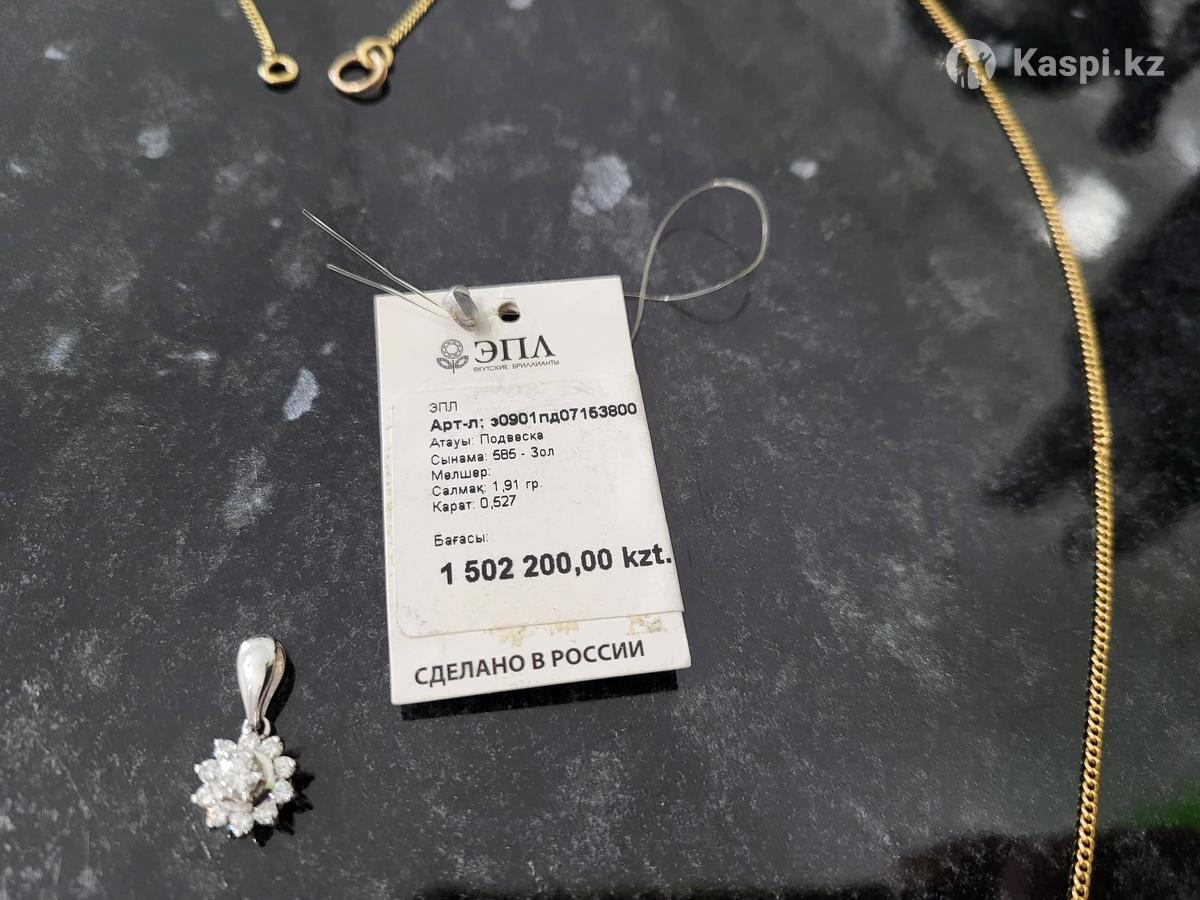 Kaspi.kz
ЭПЛ
ЯКУТСКИЕ БРИЛЛИАНТЫ
ЭПЛ
Арт-л; э0901пд07153800
Атауы: Подвеска
Сынама: 585 - Зол
Мөлшер:
Салмақ: 1,91 гр.
Карат: 0,527
Бағасы:
1 502 200,00 kzt.
СДЕЛАНО В РОССИИ